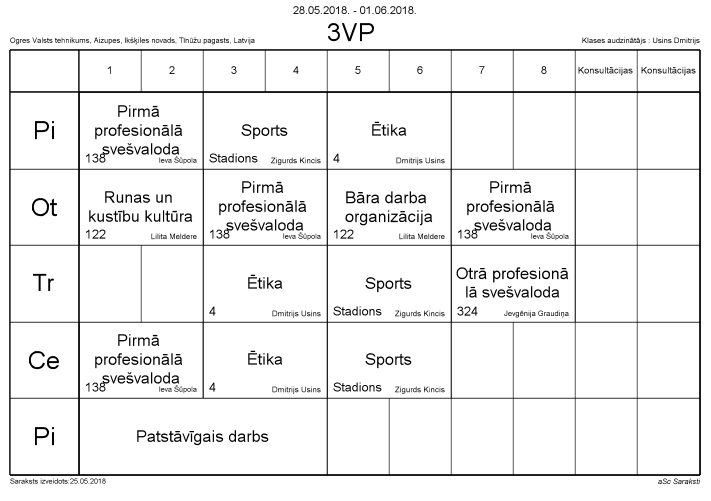 28.05.2018. - 01.06.2018.
3VP
Ogres Valsts tehnikums, Aizupes, Ikšķiles novads, Tīnūžu pagasts, Latvija
Klases audzinātājs : Usins Dmitrijs
1 2 3 4 5 6 7 8 Konsultācijas Konsultācijas
Pi
Pirmā
profesionālā
svešvaloda
138 Ieva Šūpola
Sports
Stadions Zigurds Kincis
Ētika
4 Dmitrijs Usins
Ot
Runas un
kustību kultūra
122 Lilita Meldere
Pirmā
profesionālā
svešvaloda
138 Ieva Šūpola
Bāra darba
organizācija
122 Lilita Meldere
Pirmā
profesionālā
svešvaloda
138 Ieva Šūpola
Tr
Ētika
4 Dmitrijs Usins
Sports
Stadions Zigurds Kincis
Otrā profesionā
lā svešvaloda
324 Jevgēnija Graudiņa
Ce
Pirmā
profesionālā
svešvaloda
138 Ieva Šūpola
Ētika
4 Dmitrijs Usins
Sports
Stadions Zigurds Kincis
Pi
Patstāvīgais darbs
Saraksts izveidots:25.05.2018
aSc Saraksti